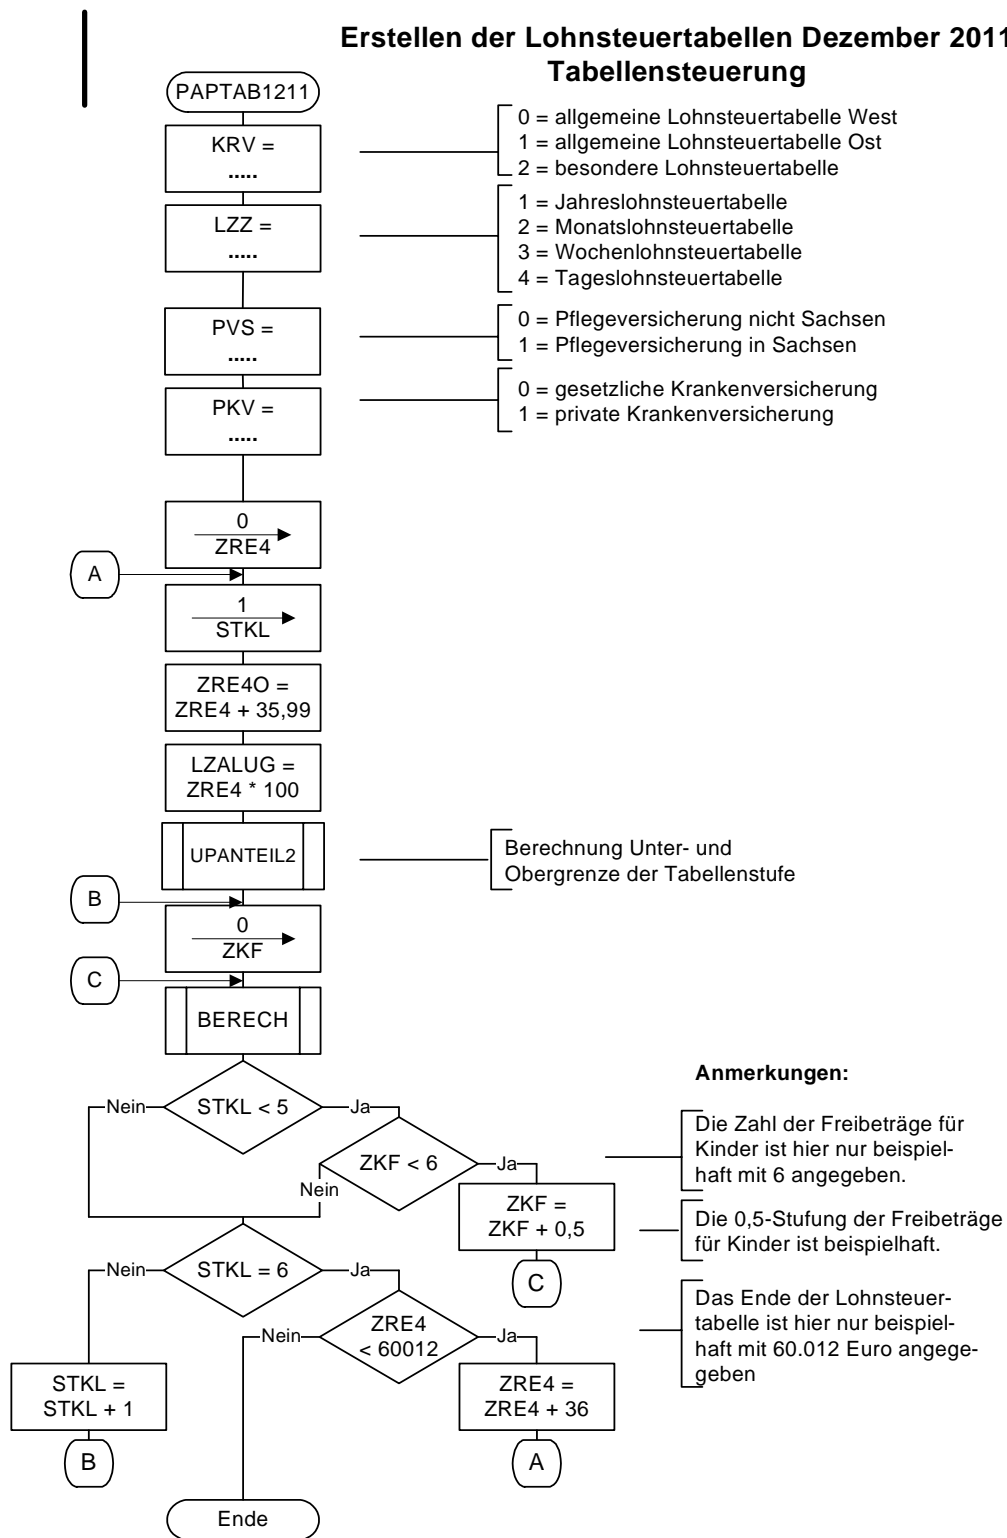 Erstellen der Lohnsteuertabellen Dezember 2011
Tabellensteuerung
PAPTAB1211
KRV =
.....
0 = allgemeine Lohnsteuertabelle West
1 = allgemeine Lohnsteuertabelle Ost
2 = besondere Lohnsteuertabelle
LZZ =
.....
1 = Jahreslohnsteuertabelle
2 = Monatslohnsteuertabelle
3 = Wochenlohnsteuertabelle
4 = Tageslohnsteuertabelle
PVS =
.....
0 = Pflegeversicherung nicht Sachsen
1 = Pflegeversicherung in Sachsen
PKV =
.....
0 = gesetzliche Krankenversicherung
1 = private Krankenversicherung
0
ZRE4
A
1
STKL
ZRE4O =
ZRE4 + 35,99
LZALUG =
ZRE4 * 100
UPANTEIL2
Berechnung Unter- und
Obergrenze der Tabellenstufe
B
0
ZKF
C
BERECH
Anmerkungen:
Nein
STKL < 5
Ja
ZKF < 6
Ja
Nein
Die Zahl der Freibeträge für
Kinder ist hier nur beispiel-
haft mit 6 angegeben.
ZKF =
ZKF + 0,5
Die 0,5-Stufung der Freibeträge
für Kinder ist beispielhaft.
C
Nein
STKL = 6
Ja
Nein
ZRE4
< 60012
Ja
Das Ende der Lohnsteuer-
tabelle ist hier nur beispiel-
haft mit 60.012 Euro angege-
geben
STKL =
STKL + 1
ZRE4 =
ZRE4 + 36
B
A
Ende